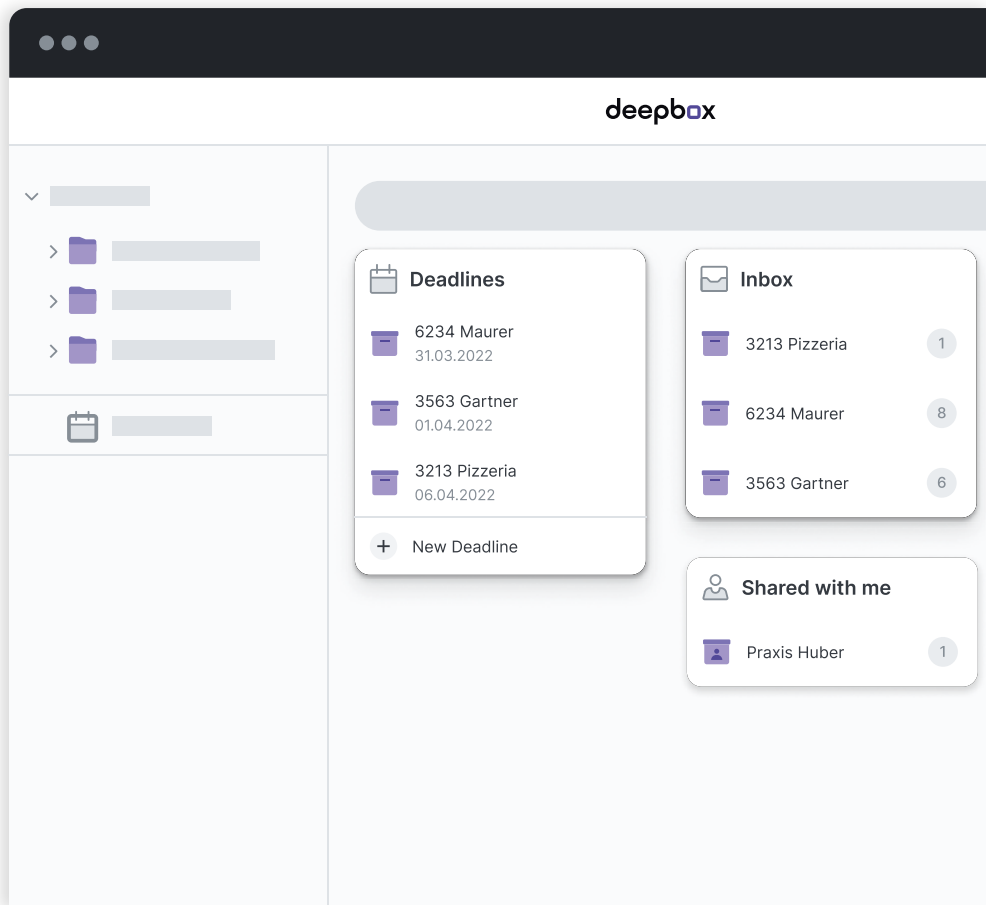 deepbox
Deadlines
6234 Maurer
31.03.2022
3563 Gartner
01.04.2022
3213 Pizzeria
06.04.2022
New Deadline
Inbox
3213 Pizzeria 1
6234 Maurer 8
3563 Gartner 6
Shared with me
Praxis Huber 1